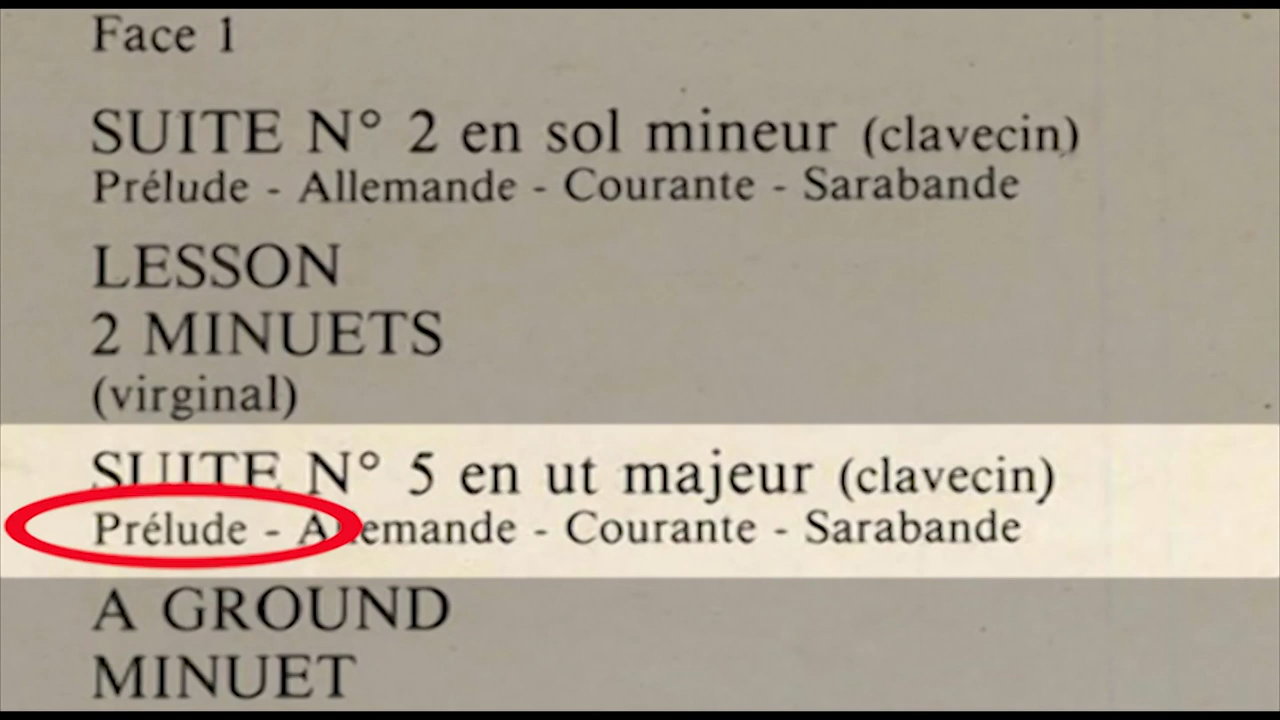 Face 1
SUITE N° 2 en sol mineur (clavecin)
Prélude - Allemande - Courante - Sarabande
LESSON
2 MINUETS
(virginal)
SUITE N° 5 en ut majeur (clavecin)
Prélude - Allemande - Courante - Sarabande
A GROUND
MINUET